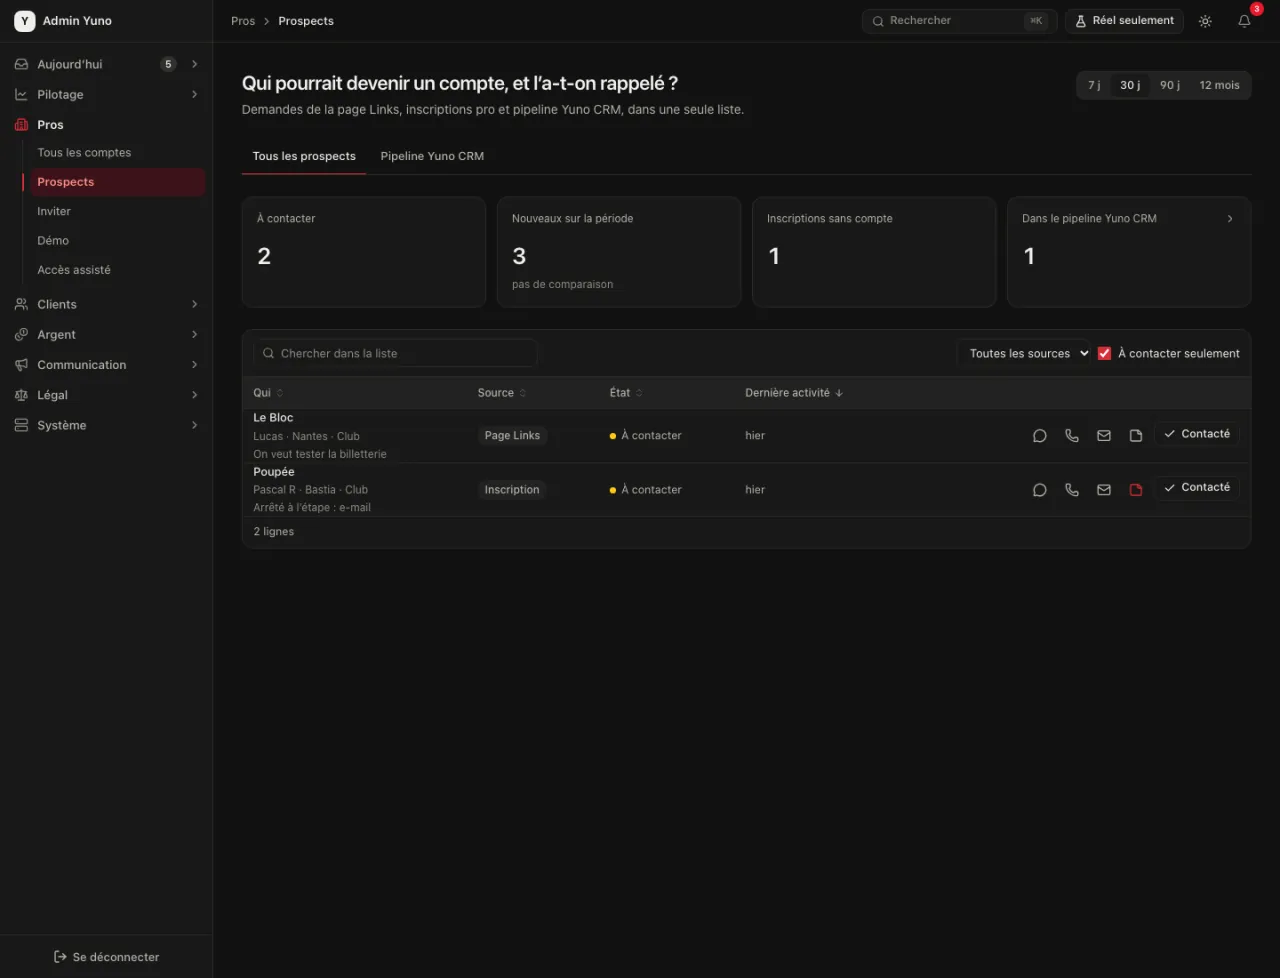 Y Admin Yuno
Pros > Prospects
Rechercher ⌘K
Réel seulement
3
Aujourd'hui 5
Pilotage
Pros
Tous les comptes
Prospects
Inviter
Démo
Accès assisté
Clients
Argent
Communication
Légal
Système
Se déconnecter
Qui pourrait devenir un compte, et l’a-t-on rappelé ?
Demandes de la page Links, inscriptions pro et pipeline Yuno CRM, dans une seule liste.
7 j 30 j 90 j 12 mois
Tous les prospects Pipeline Yuno CRM
À contacter
2
Nouveaux sur la période
3
pas de comparaison
Inscriptions sans compte
1
Dans le pipeline Yuno CRM
1
Chercher dans la liste
Toutes les sources À contacter seulement
Qui Source État Dernière activité
Le Bloc
Lucas · Nantes · Club
On veut tester la billetterie
Page Links À contacter hier Contacté
Poupée
Pascal R · Bastia · Club
Arrêté à l'étape : e-mail
Inscription À contacter hier Contacté
2 lignes